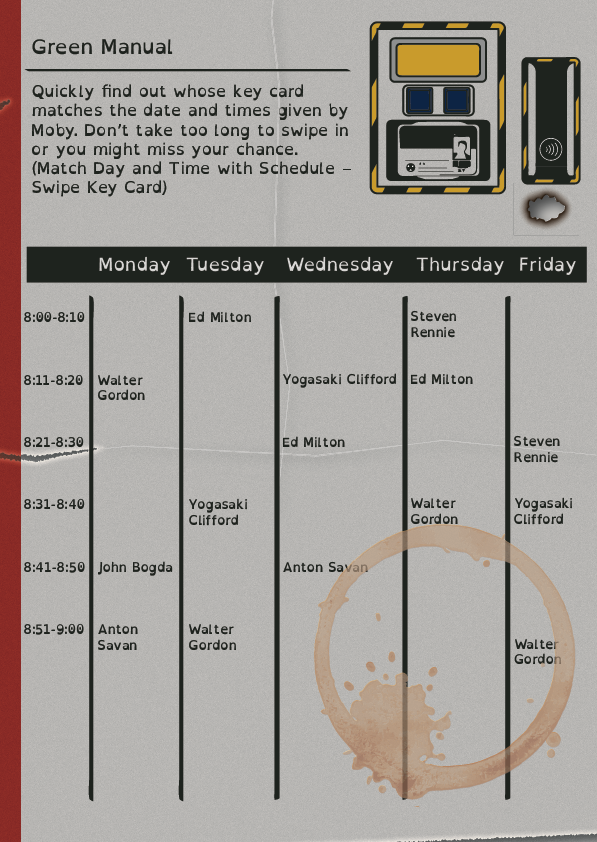 Green Manual
Quickly find out whose key card
matches the date and times given by
Moby. Don't take too long to swipe in
or you might miss your chance.
(Match Day and Time with Schedule –
Swipe Key Card)
Monday Tuesday Wednesday Thursday Friday
8:00-8:10 Ed Milton Steven
Rennie
8:11-8:20 Walter Yogasaki Clifford Ed Milton
Gordon
8:21-8:30 Ed Milton Steven
Rennie
8:31-8:40 Yogasaki Walter Yogasaki
Clifford Gordon Clifford
8:41-8:50 John Bogda Anton Savan
8:51-9:00 Anton Walter
Savan Gordon
Walter
Gordon